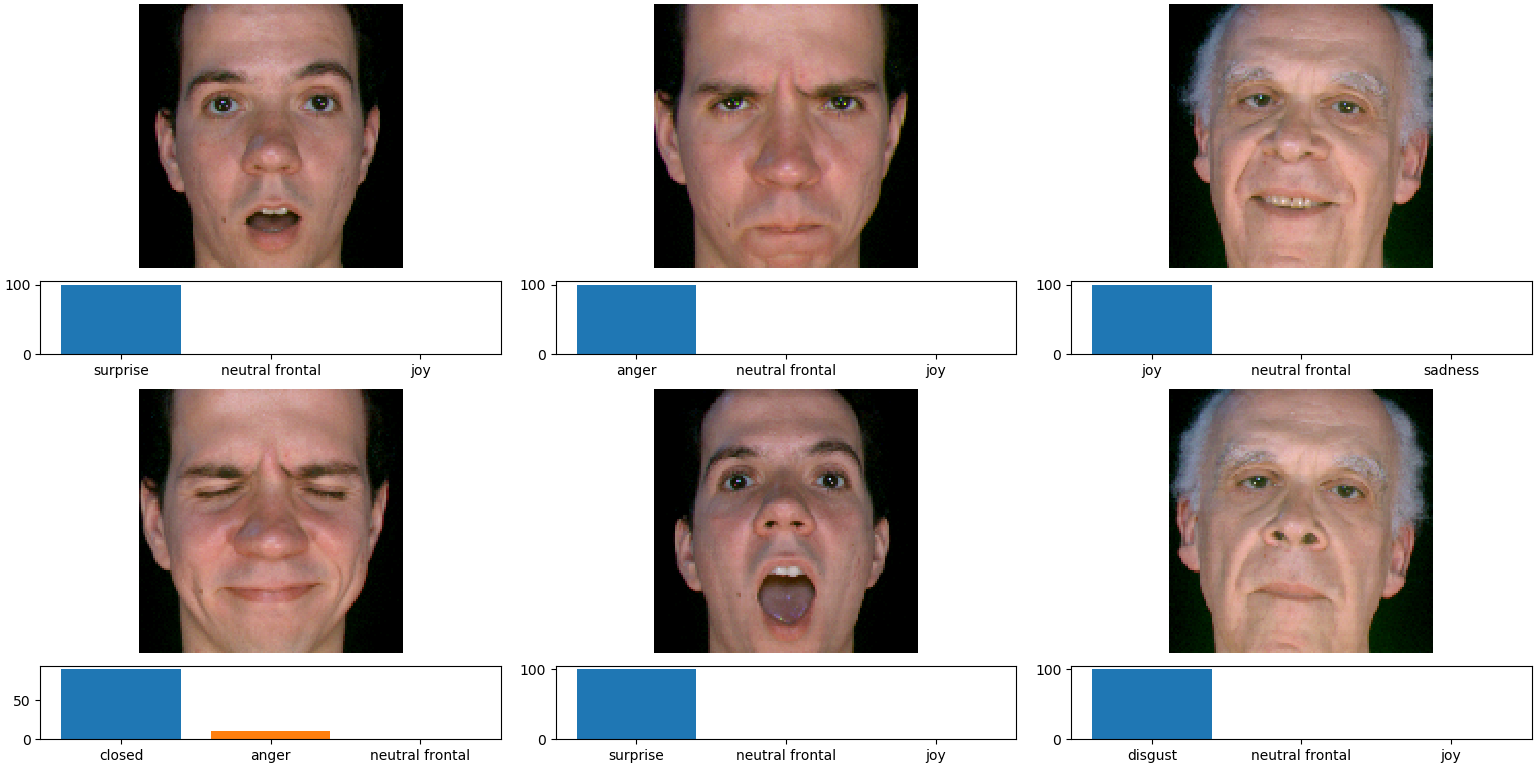 100
0
surprise neutral frontal joy
100
0
anger neutral frontal joy
100
0
joy neutral frontal sadness
50
0
closed anger neutral frontal
100
0
surprise neutral frontal joy
100
0
disgust neutral frontal joy